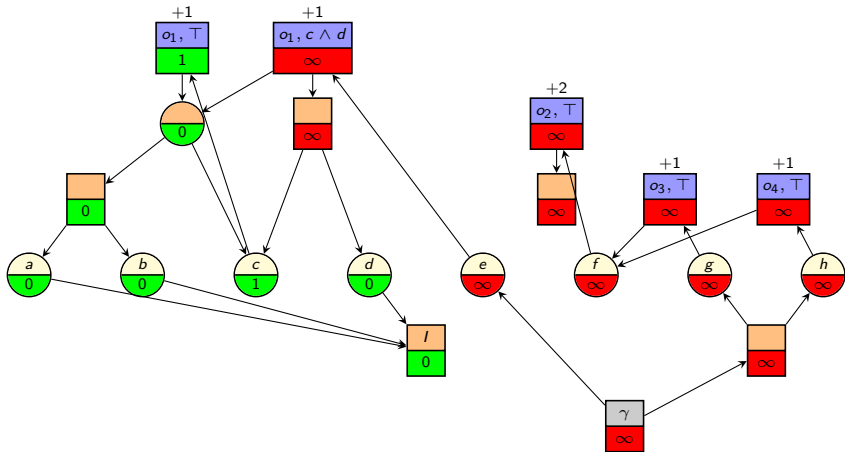 +1 +1
o₁, ⊤ o₁, c ∧ d
1 ∞
+2
o₂, ⊤
0 ∞ ∞
+1 +1
o₃, ⊤ o₄, ⊤
0 ∞ ∞ ∞
a b c d e f g h
0 0 1 0 ∞ ∞ ∞ ∞
I
0 ∞
γ
∞